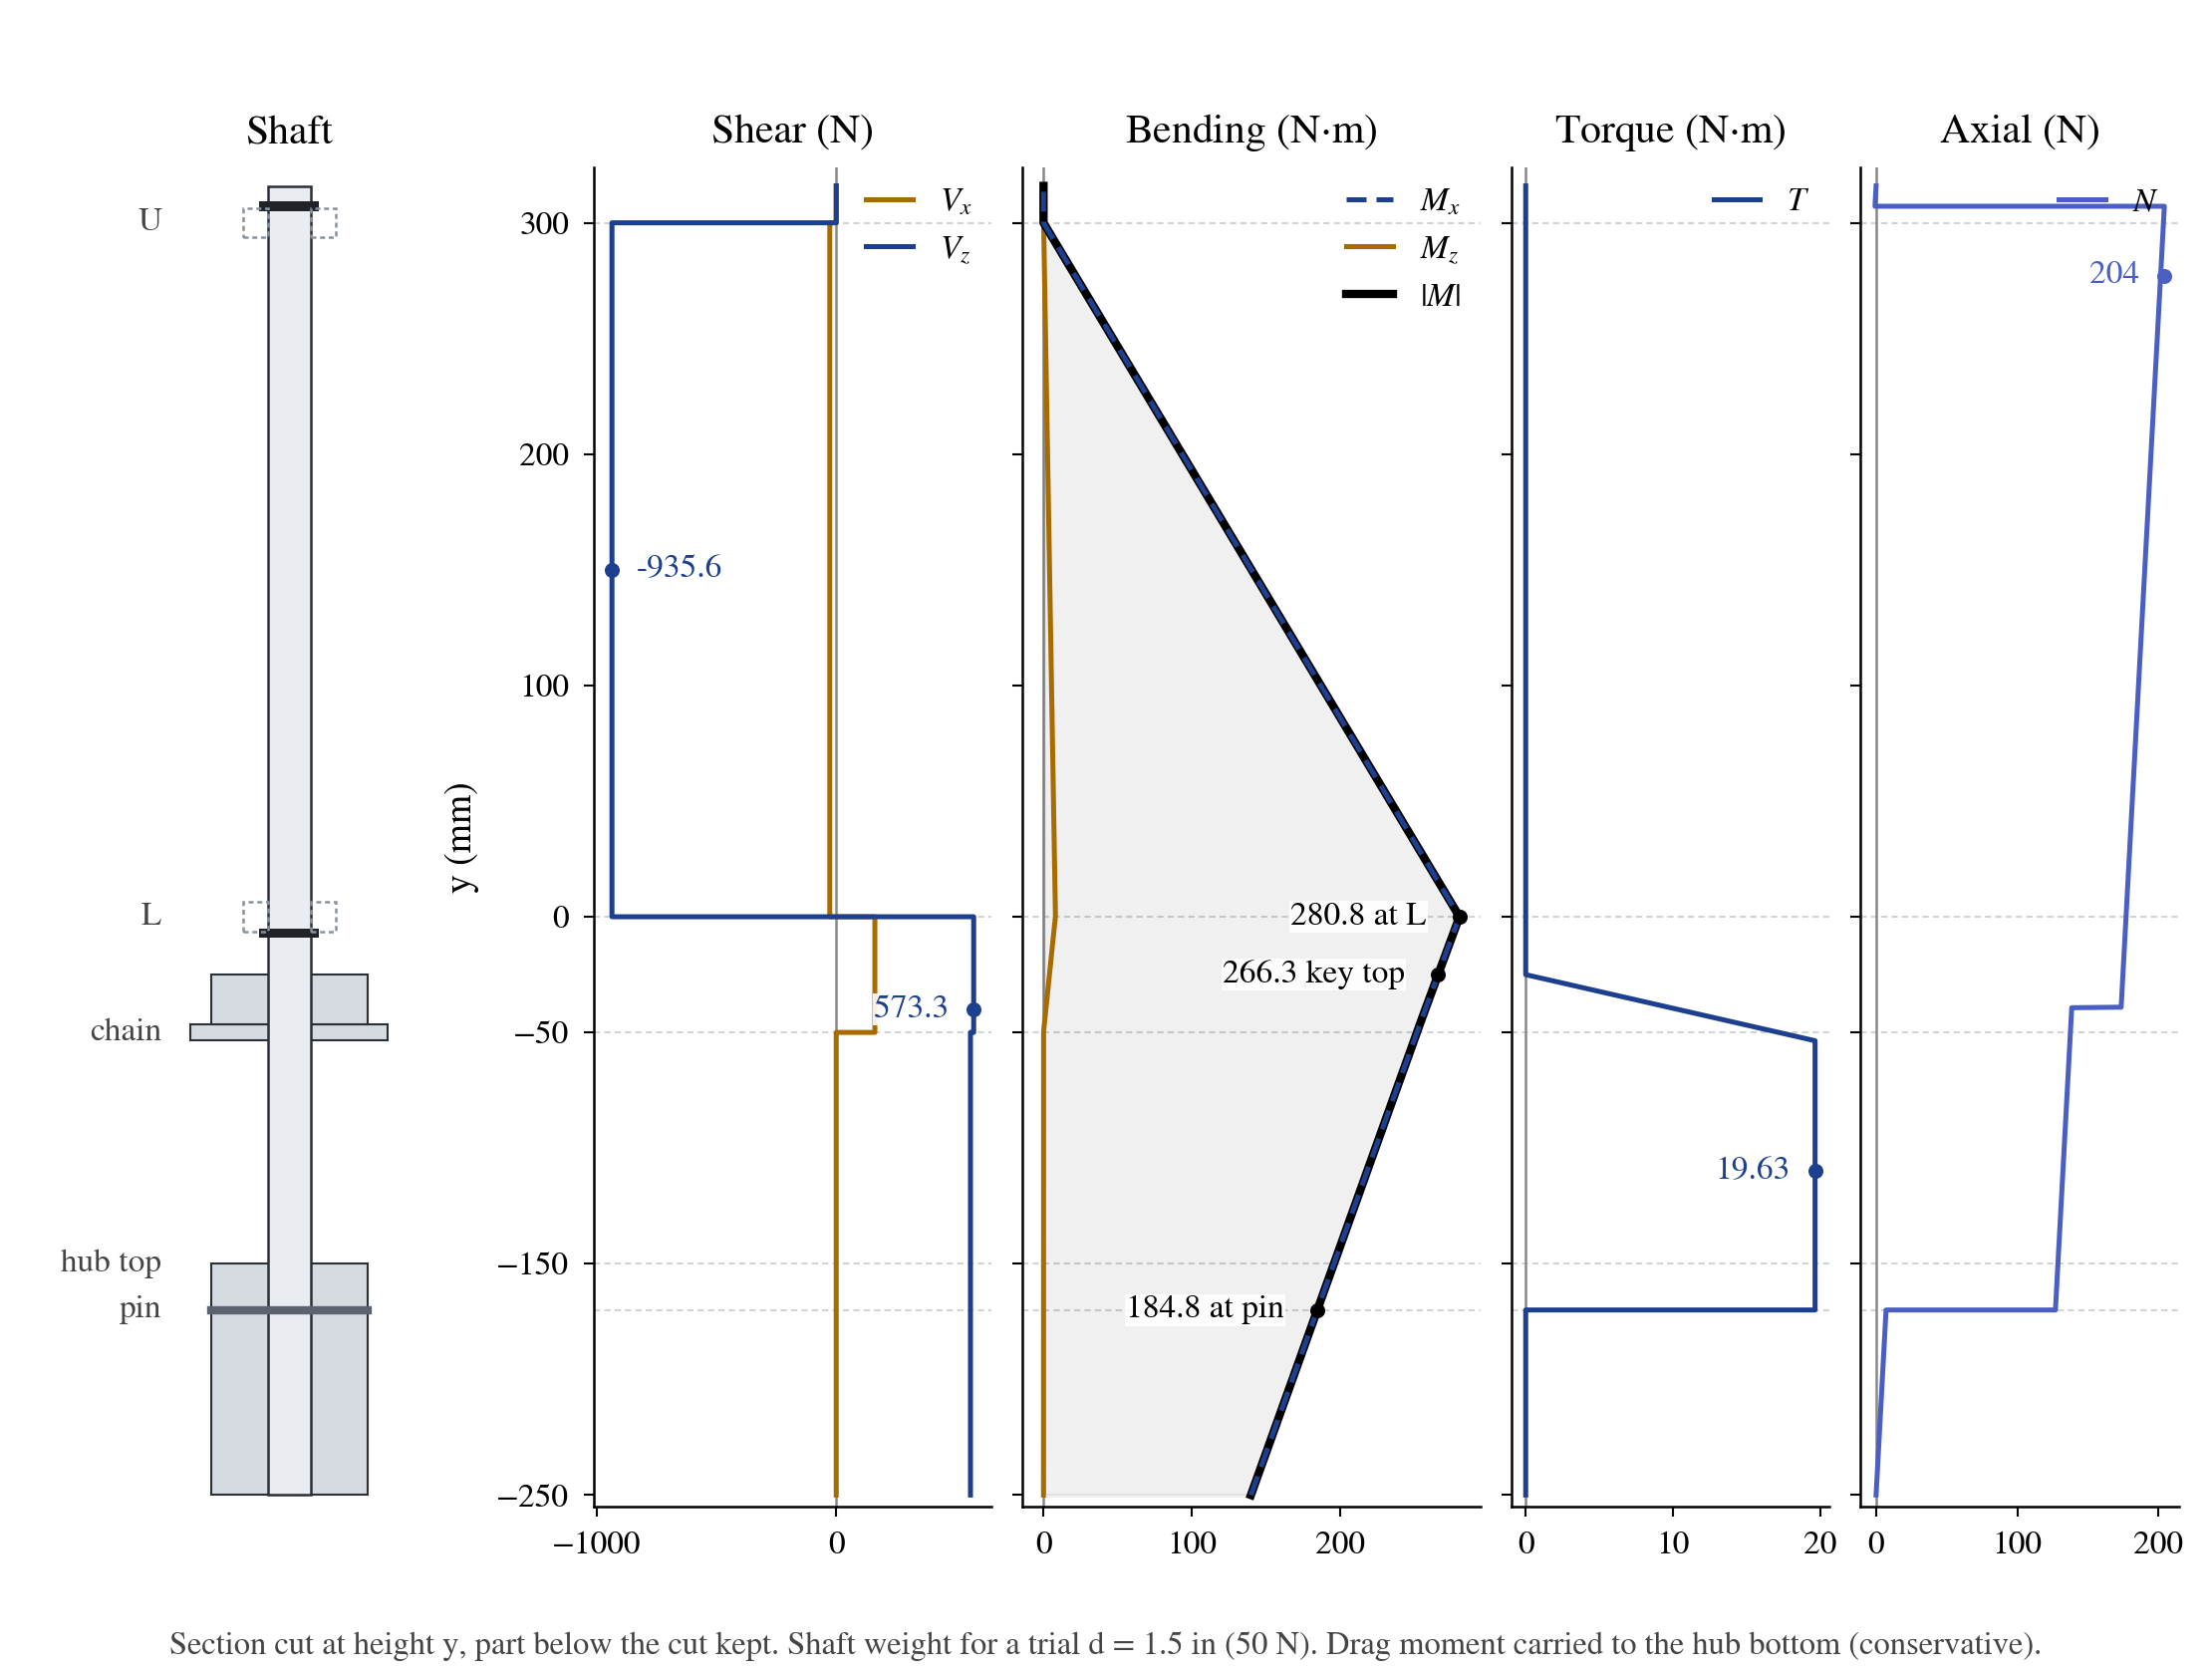 Shaft
Shear (N)
Bending (N·m)
Torque (N·m)
Axial (N)
U
L
chain
hub top
pin
y (mm)
300
200
100
0
−50
−150
−250
Vx
Vz
-935.6
573.3
−1000
0
Mx
Mz
|M|
280.8 at L
266.3 key top
184.8 at pin
0
100
200
T
19.63
0
10
20
N
204
0
100
200
Section cut at height y, part below the cut kept. Shaft weight for a trial d = 1.5 in (50 N). Drag moment carried to the hub bottom (conservative).